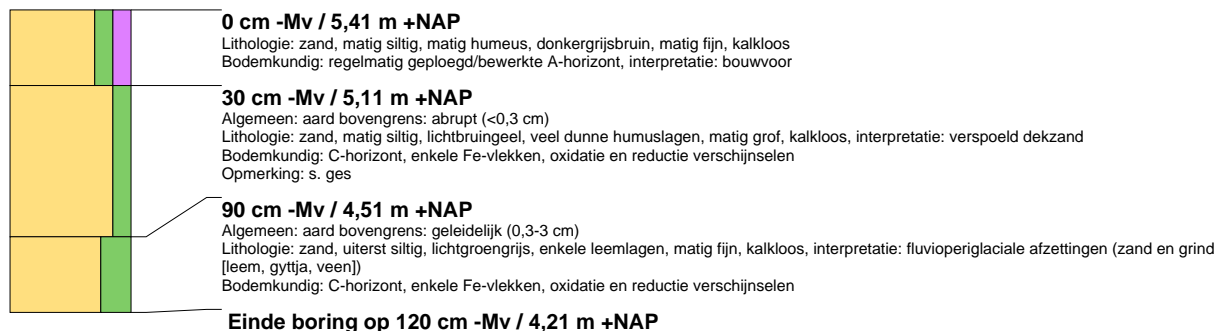 0 cm -Mv / 5,41 m +NAP
Lithologie: zand, matig siltig, matig humeus, donkergrijsbruin, matig fijn, kalkloos
Bodemkundig: regelmatig geploegd/bewerkte A-horizont, interpretatie: bouwvoor
30 cm -Mv / 5,11 m +NAP
Algemeen: aard bovengrens: abrupt (<0,3 cm)
Lithologie: zand, matig siltig, lichtbruingeel, veel dunne humuslagen, matig grof, kalkloos, interpretatie: verspoeld dekzand
Bodemkundig: C-horizont, enkele Fe-vlekken, oxidatie en reductie verschijnselen
Opmerking: s. ges
90 cm -Mv / 4,51 m +NAP
Algemeen: aard bovengrens: geleidelijk (0,3-3 cm)
Lithologie: zand, uiterst siltig, lichtgroengrijs, enkele leemlagen, matig fijn, kalkloos, interpretatie: fluvioperiglaciale afzettingen (zand en grind
[leem, gyttja, veen])
Bodemkundig: C-horizont, enkele Fe-vlekken, oxidatie en reductie verschijnselen
Einde boring op 120 cm -Mv / 4,21 m +NAP